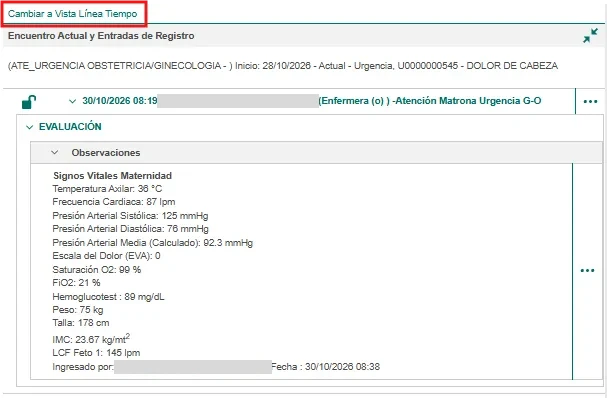 Cambiar a Vista Línea Tiempo
Encuentro Actual y Entradas de Registro
(ATE_URGENCIA OBSTETRICIA/GINECOLOGIA - ) Inicio: 28/10/2026 - Actual - Urgencia, U0000000545 - DOLOR DE CABEZA
30/10/2026 08:19 (Enfermera (o) ) -Atención Matrona Urgencia G-O
EVALUACIÓN
Observaciones
Signos Vitales Maternidad
Temperatura Axilar: 36 °C
Frecuencia Cardiaca: 87 lpm
Presión Arterial Sistólica: 125 mmHg
Presión Arterial Diastólica: 76 mmHg
Presión Arterial Media (Calculado): 92.3 mmHg
Escala del Dolor (EVA): 0
Saturación O2: 99 %
FiO2: 21 %
Hemoglucotest : 89 mg/dL
Peso: 75 kg
Talla: 178 cm
IMC: 23.67 kg/mt²
LCF Feto 1: 145 lpm
Ingresado por: Fecha : 30/10/2026 08:38